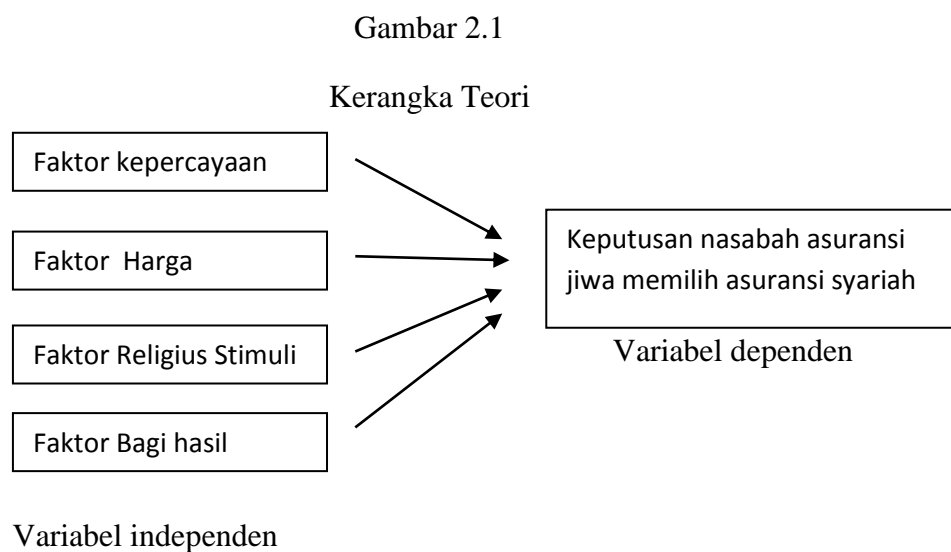 Gambar 2.1
Kerangka Teori
Faktor kepercayaan
Faktor  Harga
Faktor Religius Stimuli
Faktor Bagi hasil
Variabel independen
Keputusan nasabah asuransi
jiwa memilih asuransi syariah
Variabel dependen